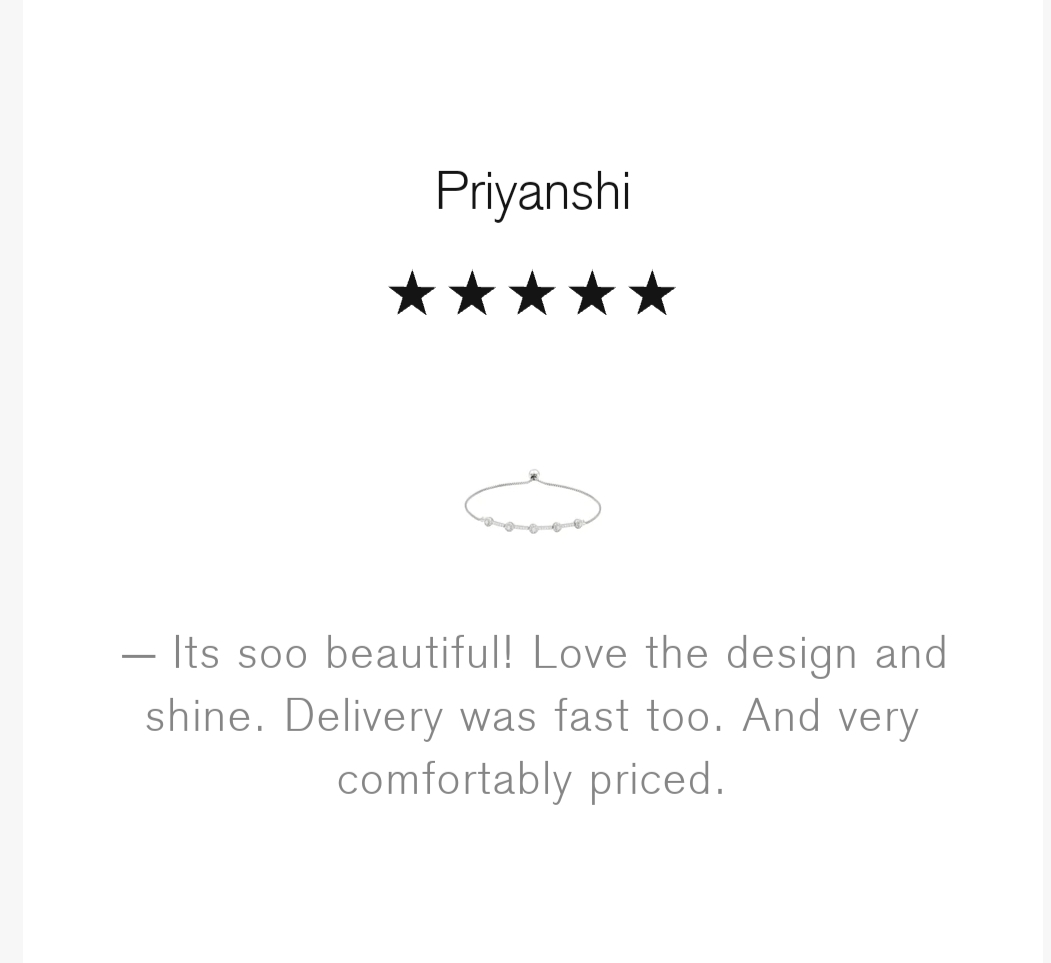 Priyanshi
★★★★★
— Its soo beautiful! Love the design and
shine. Delivery was fast too. And very
comfortably priced.